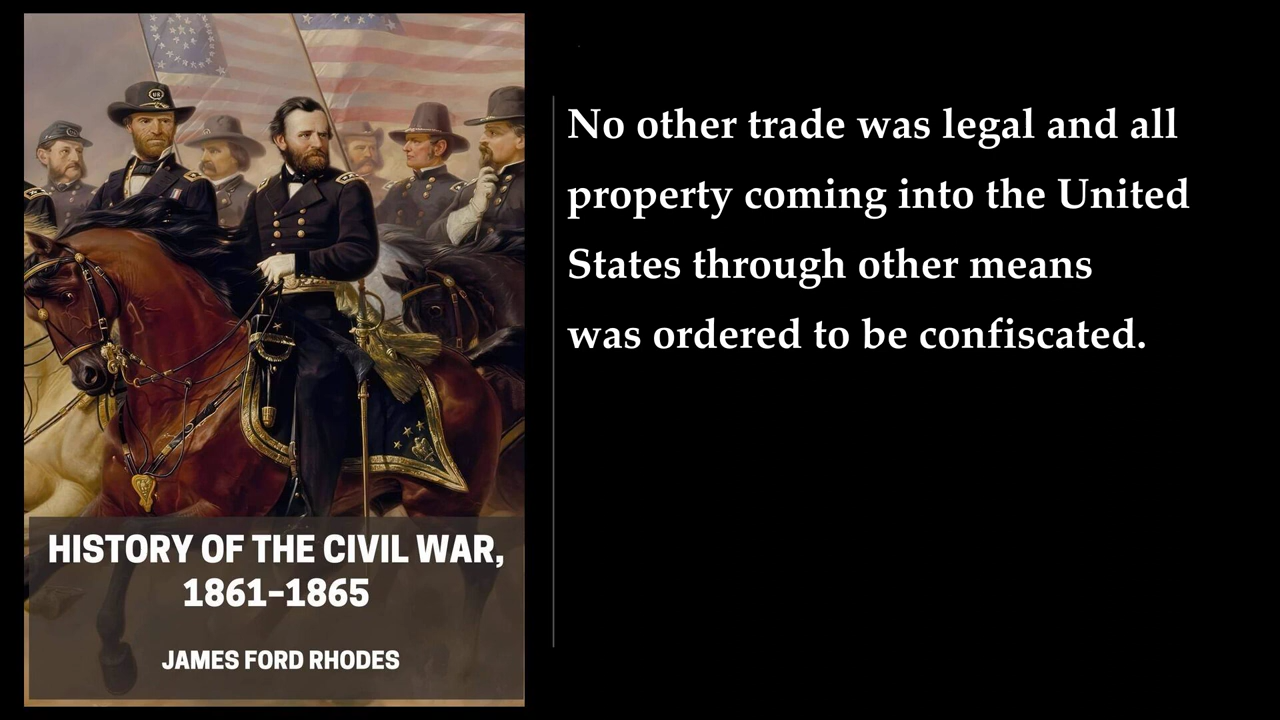 HISTORY OF THE CIVIL WAR,
1861–1865
JAMES FORD RHODES
No other trade was legal and all
property coming into the United
States through other means
was ordered to be confiscated.